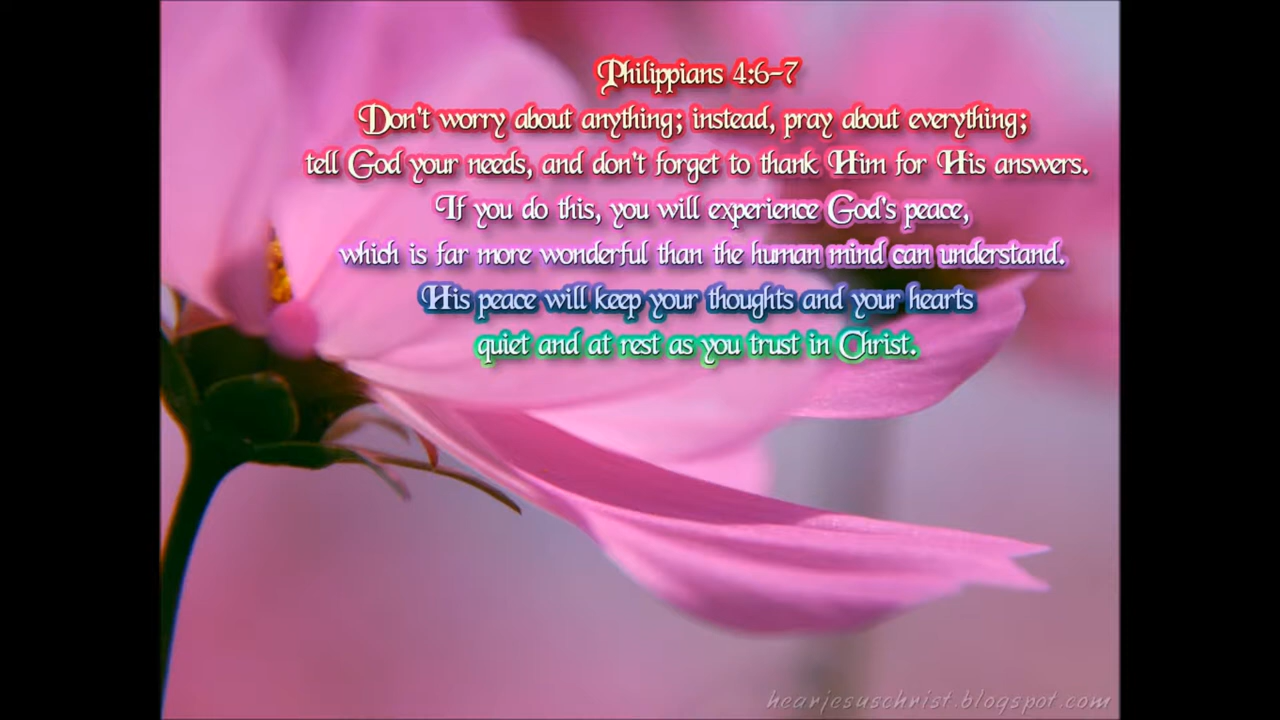 Philippians 4:6-7
Don't worry about anything; instead, pray about everything;
tell God your needs, and don't forget to thank Him for His answers.
If you do this, you will experience God's peace,
which is far more wonderful than the human mind can understand.
His peace will keep your thoughts and your hearts
quiet and at rest as you trust in Christ.
hearjesuschrist.blogspot.com